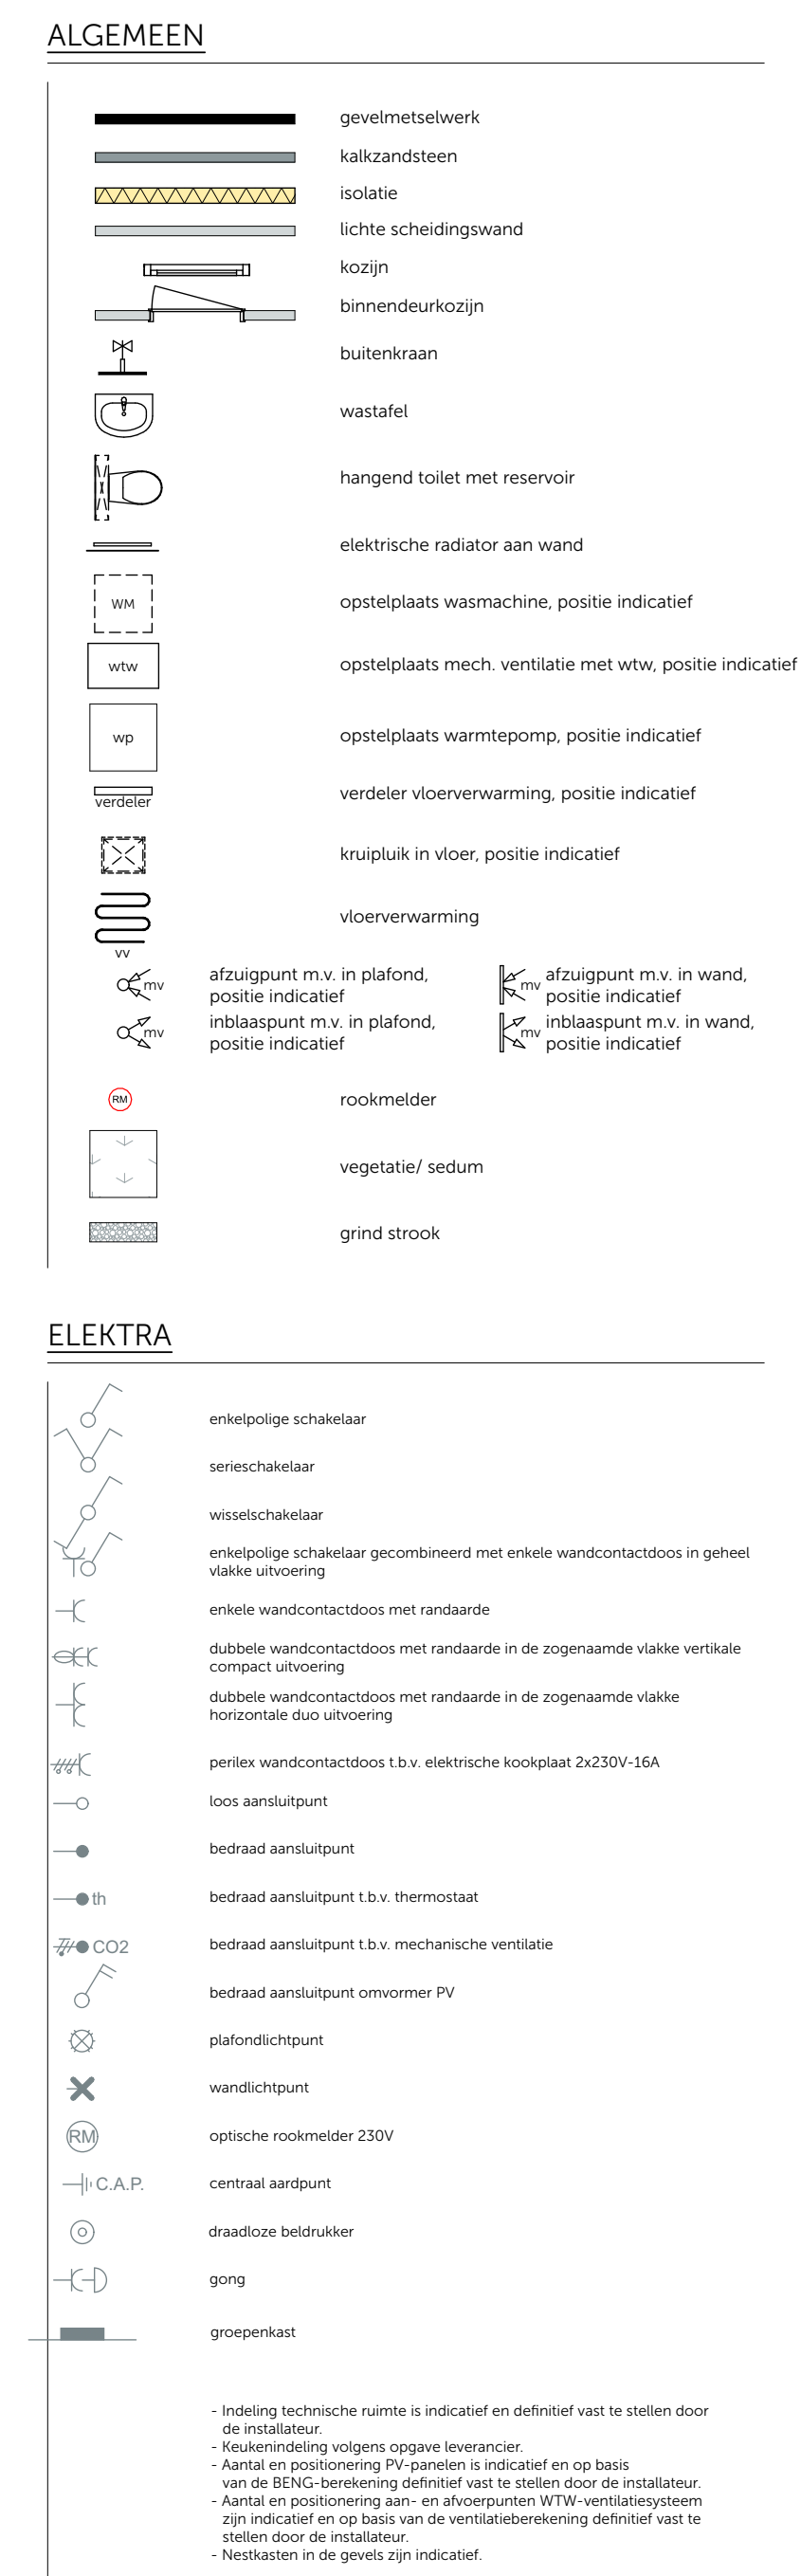 ALGEMEEN
gevelmetselwerk
kalkzandsteen
isolatie
lichte scheidingswand
kozijn
binnendeurkozijn
buitenkraan
wastafel
hangend toilet met reservoir
elektrische radiator aan wand
WM opstelplaats wasmachine, positie indicatief
wtw opstelplaats mech. ventilatie met wtw, positie indicatief
wp opstelplaats warmtepomp, positie indicatief
verdeler vloerverwarming, positie indicatief
verdeler
kruipluik in vloer, positie indicatief
vloerverwarming
vv
mv afzuigpunt m.v. in plafond,
positie indicatief
mv afzuigpunt m.v. in wand,
positie indicatief
mv inblaaspunt m.v. in plafond,
positie indicatief
mv inblaaspunt m.v. in wand,
positie indicatief
RM rookmelder
vegetatie/ sedum
grind strook
ELEKTRA
enkelpolige schakelaar
serieschakelaar
wisselschakelaar
enkelpolige schakelaar gecombineerd met enkele wandcontactdoos in geheel
vlakke uitvoering
enkele wandcontactdoos met randaarde
dubbele wandcontactdoos met randaarde in de zogenaamde vlakke vertikale
compact uitvoering
dubbele wandcontactdoos met randaarde in de zogenaamde vlakke
horizontale duo uitvoering
perilex wandcontactdoos t.b.v. elektrische kookplaat 2x230V-16A
loos aansluitpunt
bedraad aansluitpunt
th bedraad aansluitpunt t.b.v. thermostaat
CO2 bedraad aansluitpunt t.b.v. mechanische ventilatie
bedraad aansluitpunt omvormer PV
plafondlichtpunt
wandlichtpunt
RM optische rookmelder 230V
C.A.P. centraal aardpunt
draadloze beldrukker
gong
groepenkast
- Indeling technische ruimte is indicatief en definitief vast te stellen door
de installateur.
- Keukenindeling volgens opgave leverancier.
- Aantal en positionering PV-panelen is indicatief en op basis
van de BENG-berekening definitief vast te stellen door de installateur.
- Aantal en positionering aan- en afvoerpunten WTW-ventilatiesysteem
zijn indicatief en op basis van de ventilatieberekening definitief vast te
stellen door de installateur.
- Nestkasten in de gevels zijn indicatief.